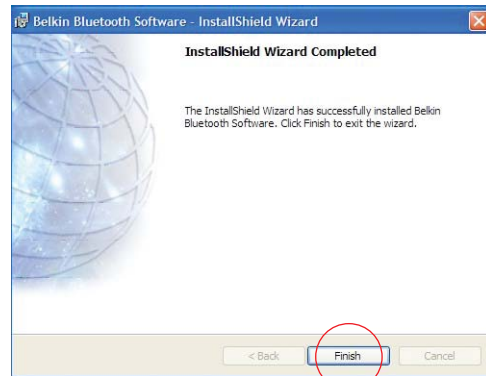 Belkin Bluetooth Software - InstallShield Wizard
InstallShield Wizard Completed
The InstallShield Wizard has successfully installed Belkin
Bluetooth Software. Click Finish to exit the wizard.
< Back
Finish
Cancel